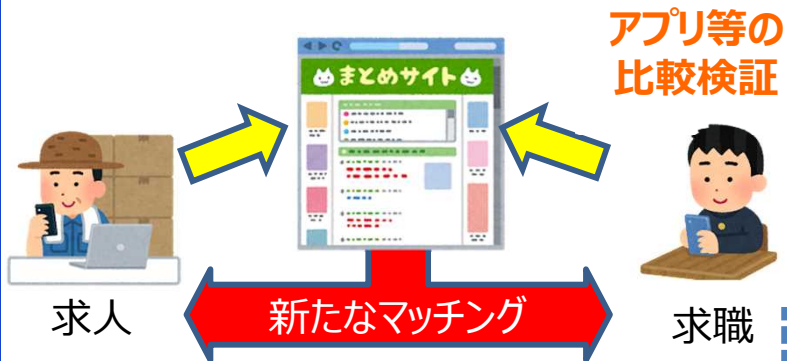 アプリ等の
比較検証
まとめサイト
求人
新たなマッチング
求職